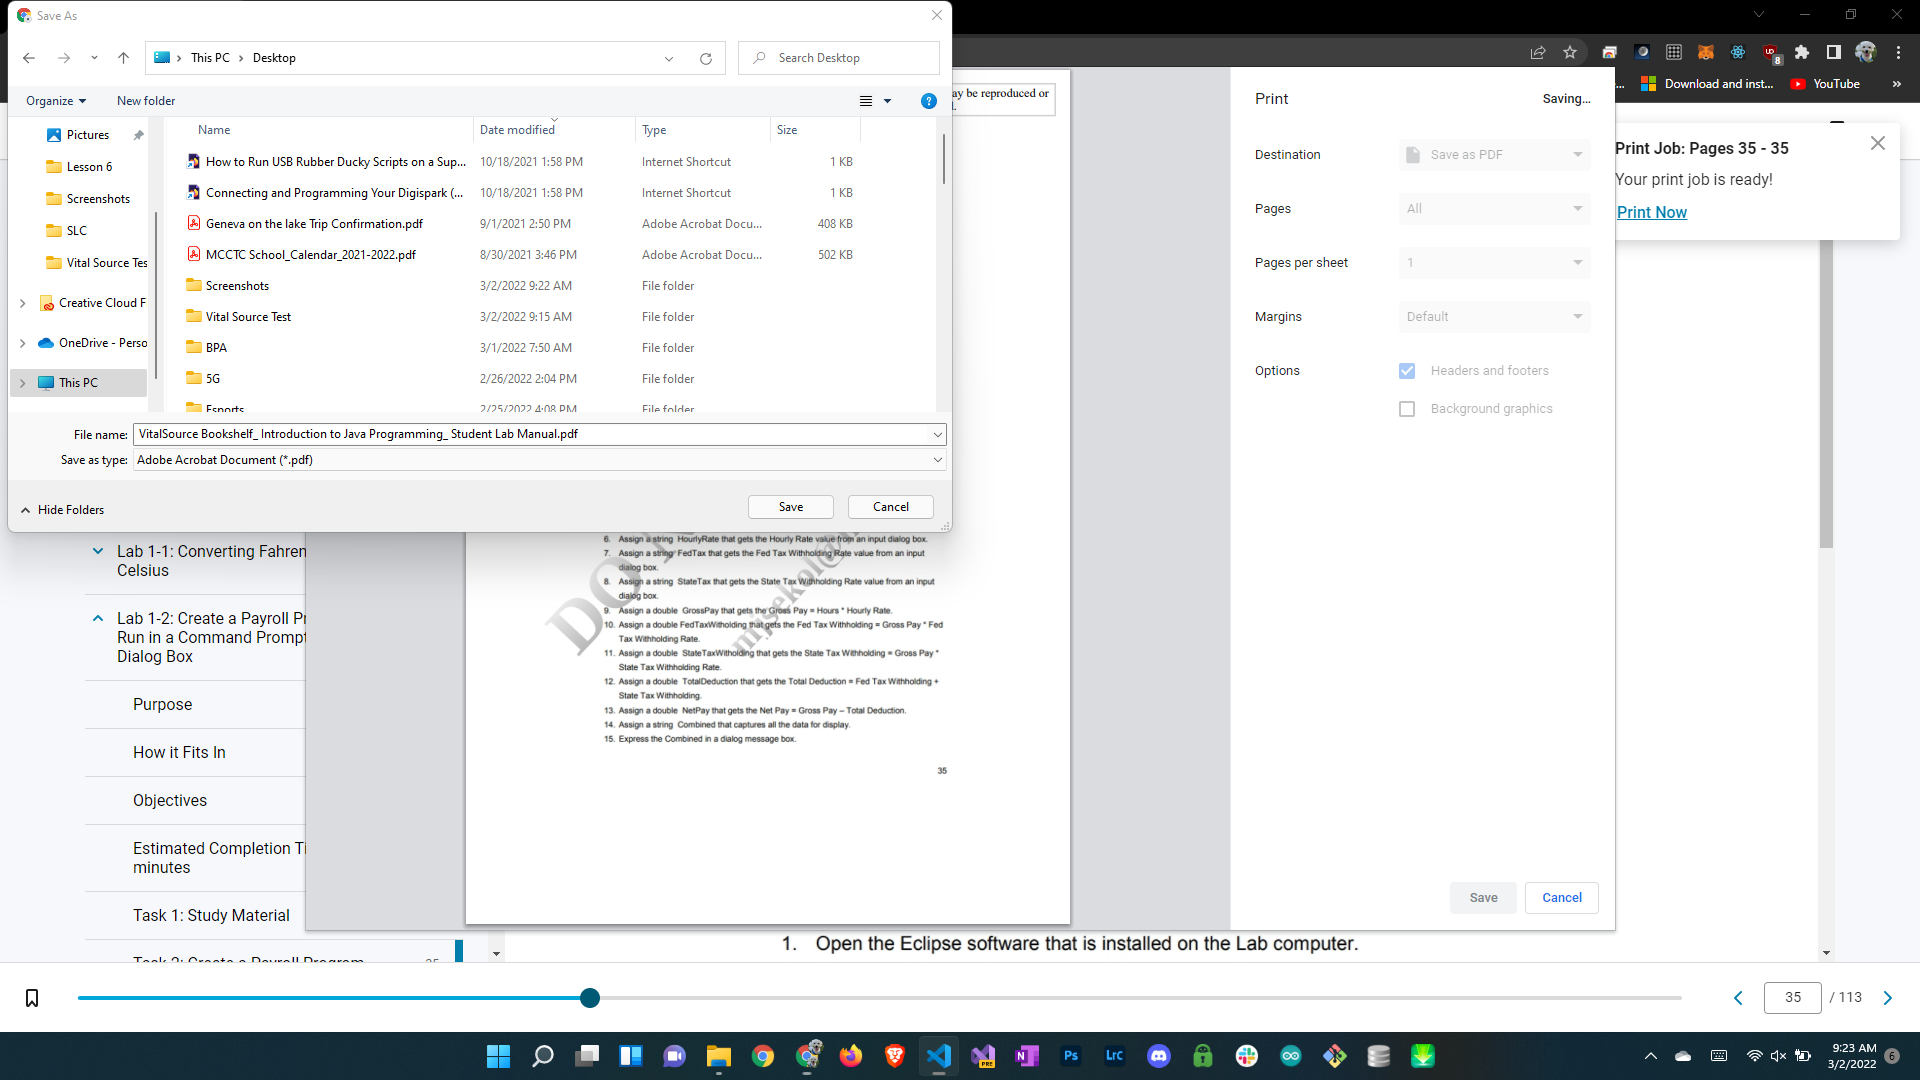 Save As
This PC
Desktop
Search Desktop
Organize
New folder
Name
Date modified
Type
Size
Pictures
Lesson 6
Screenshots
SLC
Vital Source Tes
Creative Cloud F
OneDrive - Perso
This PC
How to Run USB Rubber Ducky Scripts on a Sup... 10/18/2021 1:58 PM Internet Shortcut 1 KB
Connecting and Programming Your Digispark (... 10/18/2021 1:58 PM Internet Shortcut 1 KB
Geneva on the lake Trip Confirmation.pdf 9/1/2021 2:50 PM Adobe Acrobat Docu... 408 KB
MCCTC School_Calendar_2021-2022.pdf 8/30/2021 3:46 PM Adobe Acrobat Docu... 502 KB
Screenshots 3/2/2022 9:22 AM File folder
Vital Source Test 3/2/2022 9:15 AM File folder
BPA 3/1/2022 7:50 AM File folder
5G 2/26/2022 2:04 PM File folder
Esports 2/25/2022 4:08 PM File folder
File name: VitalSource Bookshelf_ Introduction to Java Programming_ Student Lab Manual.pdf
Save as type: Adobe Acrobat Document (*.pdf)
Hide Folders
Save
Cancel
8
... Download and inst...
YouTube
»
ay be reproduced or
Print
Saving...
Destination Save as PDF
Pages All
Pages per sheet 1
Margins Default
Options Headers and footers
Background graphics
Save
Cancel
Print Job: Pages 35 - 35
Your print job is ready!
Print Now
Lab 1-1: Converting Fahren
Celsius
Lab 1-2: Create a Payroll Pr
Run in a Command Prompt
Dialog Box
Purpose
How it Fits In
Objectives
Estimated Completion Ti
minutes
Task 1: Study Material
Task 2: Create a Payroll Program 35
6. Assign a string HourlyRate that gets the Hourly Rate value from an input dialog box.
7. Assign a string FedTax that gets the Fed Tax Withholding Rate value from an input
dialog box.
8. Assign a string StateTax that gets the State Tax Withholding Rate value from an input
dialog box.
9. Assign a double GrossPay that gets the Gross Pay = Hours * Hourly Rate.
10. Assign a double FedTaxWitholding that gets the Fed Tax Withholding = Gross Pay * Fed
Tax Withholding Rate.
11. Assign a double StateTaxWitholding that gets the State Tax Withholding = Gross Pay *
State Tax Withholding Rate.
12. Assign a double TotalDeduction that gets the Total Deduction = Fed Tax Withholding +
State Tax Withholding.
13. Assign a double NetPay that gets the Net Pay = Gross Pay – Total Deduction.
14. Assign a string Combined that captures all the data for display.
15. Express the Combined in a dialog message box.
35
DO
mjsekol@
1. Open the Eclipse software that is installed on the Lab computer.
35 / 113
PRE
N
Ps
LrC
9:23 AM
3/2/2022
6